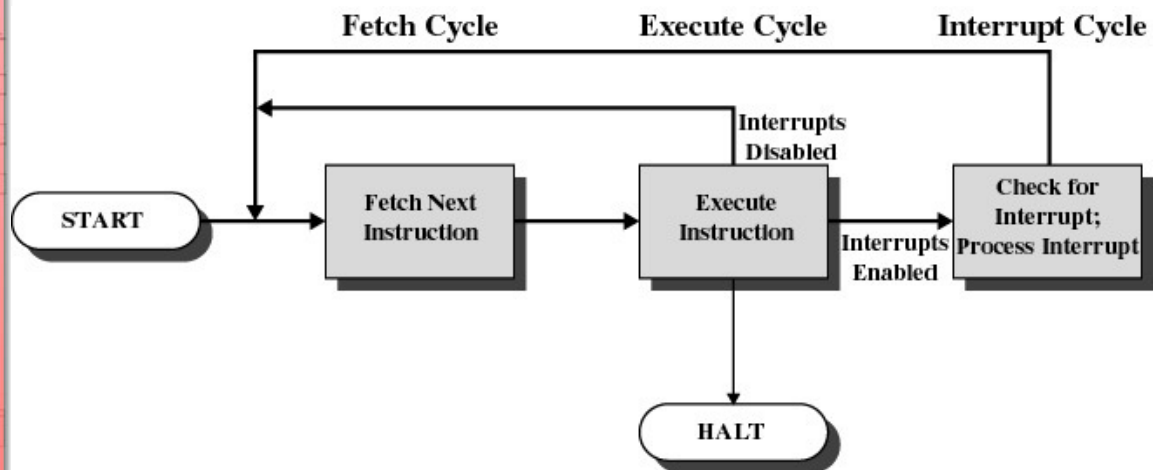 Fetch Cycle
Execute Cycle
Interrupt Cycle
Interrupts
Disabled
START
Fetch Next
Instruction
Execute
Instruction
Interrupts
Enabled
Check for
Interrupt;
Process Interrupt
HALT